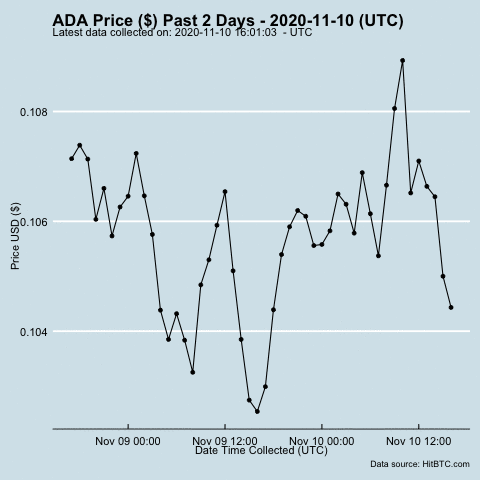 ADA Price ($) Past 2 Days - 2020-11-10 (UTC)
Latest data collected on: 2020-11-10 16:01:03  - UTC
0.108
0.106
0.104
Price USD ($)
Nov 09 00:00 Nov 09 12:00 Nov 10 00:00 Nov 10 12:00
Date Time Collected (UTC)
Data source: HitBTC.com